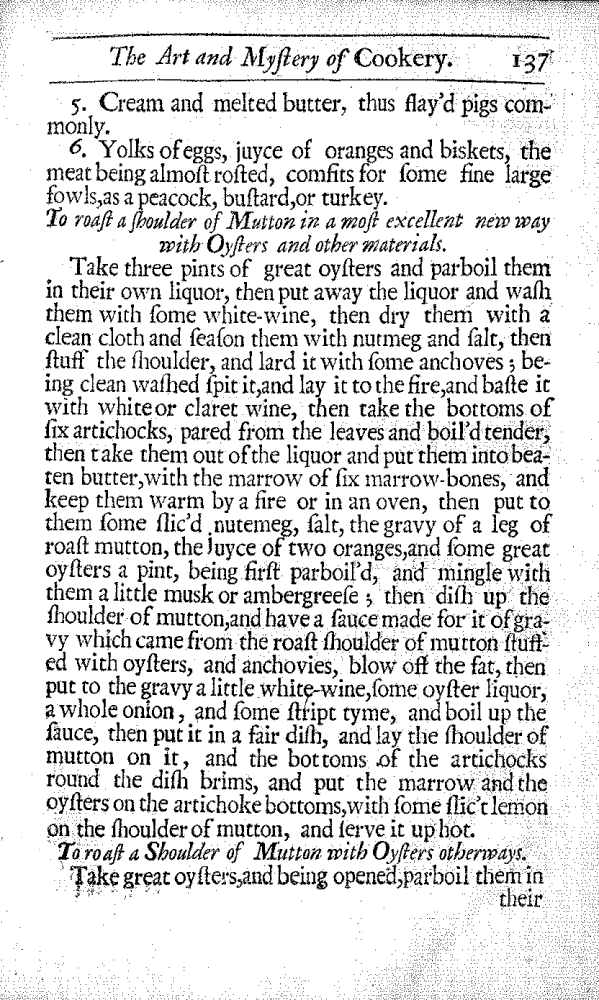 The Art and Myſtery of Cookery. 137
5. Cream and melted butter, thus flay'd pigs com-
monly.
6. Yolks of eggs, juyce of oranges and biskets, the
meat being almoſt roſted, comfits for ſome fine large
fowls, as a peacock, buſtard, or turkey.
To roaſt a ſhoulder of Mutton in a moſt excellent new way
with Oyſters and other materials.
Take three pints of great oyſters and parboil them
in their own liquor, then put away the liquor and waſh
them with ſome white-wine, then dry them with a
clean cloth and ſeaſon them with nutmeg and ſalt, then
ſtuff the ſhoulder, and lard it with ſome anchoves ; be-
ing clean waſhed ſpit it, and lay it to the fire, and baſte it
with white or claret wine, then take the bottoms of
ſix artichocks, pared from the leaves and boil'd tender,
then take them out of the liquor and put them into bea-
ten butter, with the marrow of ſix marrow-bones, and
keep them warm by a fire or in an oven, then put to
them ſome ſlic'd nutemeg, ſalt, the gravy of a leg of
roaſt mutton, the juyce of two oranges, and ſome great
oyſters a pint, being firſt parboil'd, and mingle with
them a little musk or ambergreeſe ; then diſh up the
ſhoulder of mutton, and have a ſauce made for it of gra-
vy which came from the roaſt ſhoulder of mutton ſtuff-
ed with oyſters, and anchovies, blow off the fat, then
put to the gravy a little white-wine, ſome oyſter liquor,
a whole onion, and ſome ſtript tyme, and boil up the
ſauce, then put it in a fair diſh, and lay the ſhoulder of
mutton on it, and the bottoms of the artichocks
round the diſh brims, and put the marrow and the
oyſters on the artichoke bottoms, with ſome ſlic't lemon
on the ſhoulder of mutton, and ſerve it up hot.
To roaſt a Shoulder of Mutton with Oyſters otherways.
Take great oyſters, and being opened, parboil them in
their